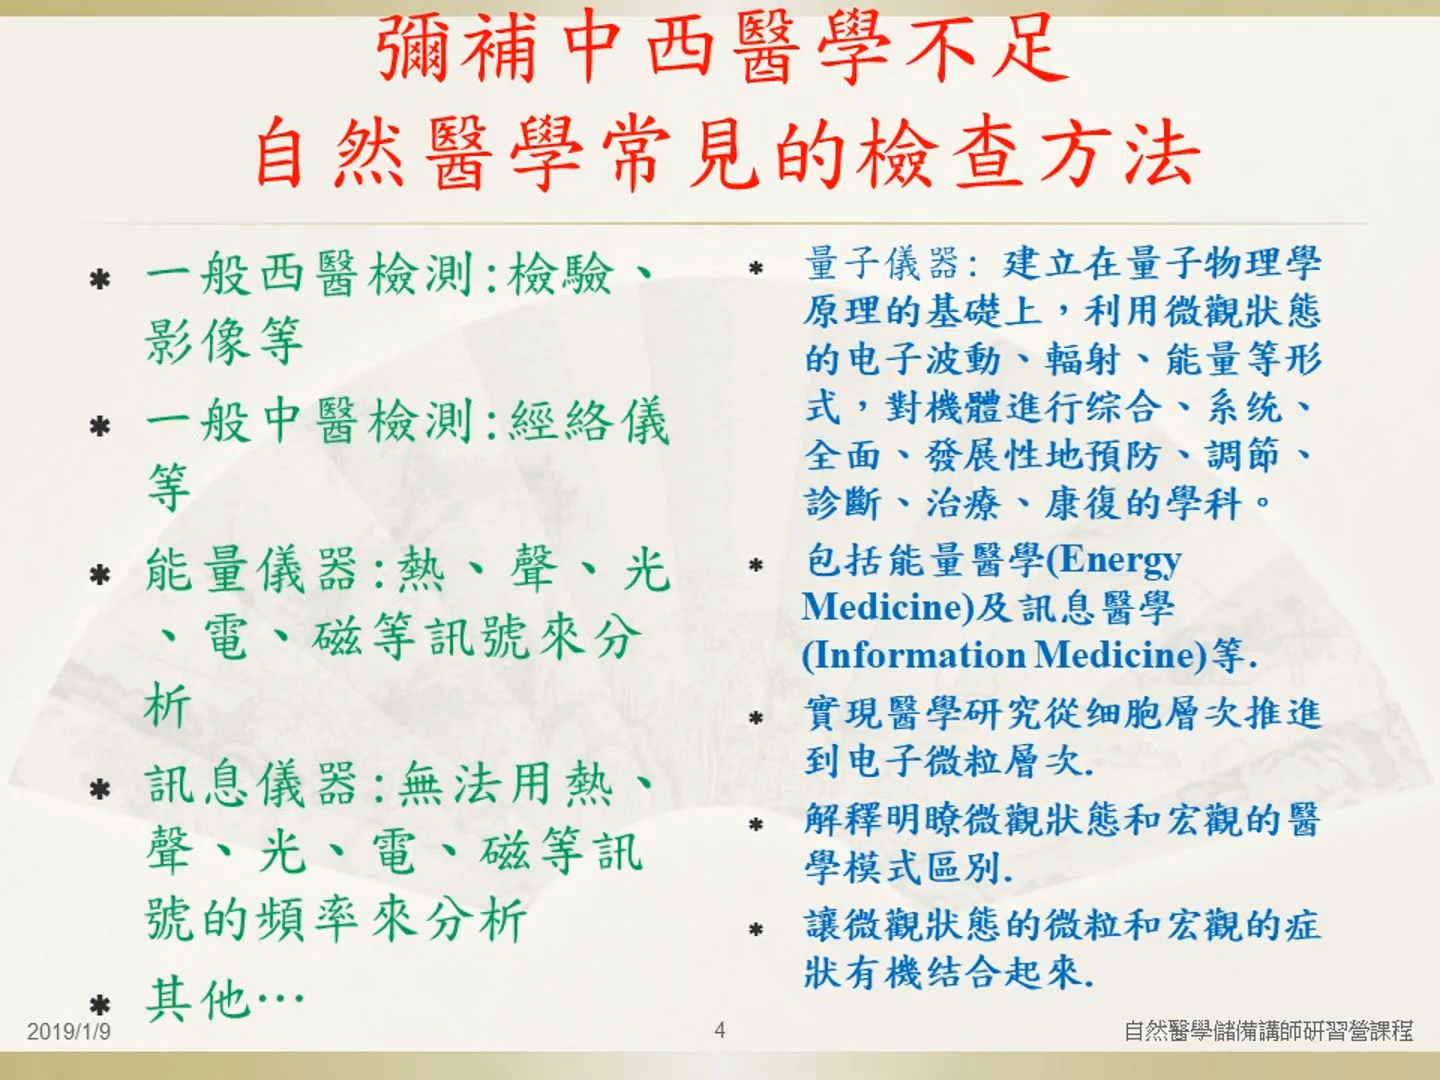 彌補中西醫學不足
自然醫學常見的檢查方法
* 一般西醫檢測:檢驗、
影像等
* 一般中醫檢測:經絡儀
等
* 能量儀器:熱、聲、光
、電、磁等訊號來分
析
* 訊息儀器:無法用熱、
聲、光、電、磁等訊
號的頻率來分析
* 其他…
* 量子儀器: 建立在量子物理學
原理的基礎上，利用微觀狀態
的电子波動、輻射、能量等形
式，對機體進行综合、系统、
全面、發展性地預防、調節、
診斷、治療、康復的學科。
* 包括能量醫學(Energy
Medicine)及訊息醫學
(Information Medicine)等.
* 實現醫學研究從细胞層次推進
到电子微粒層次.
* 解釋明瞭微觀狀態和宏觀的醫
學模式區別.
* 讓微觀狀態的微粒和宏觀的症
狀有機结合起來.
2019/1/9
4
自然醫學儲備講師研習營課程